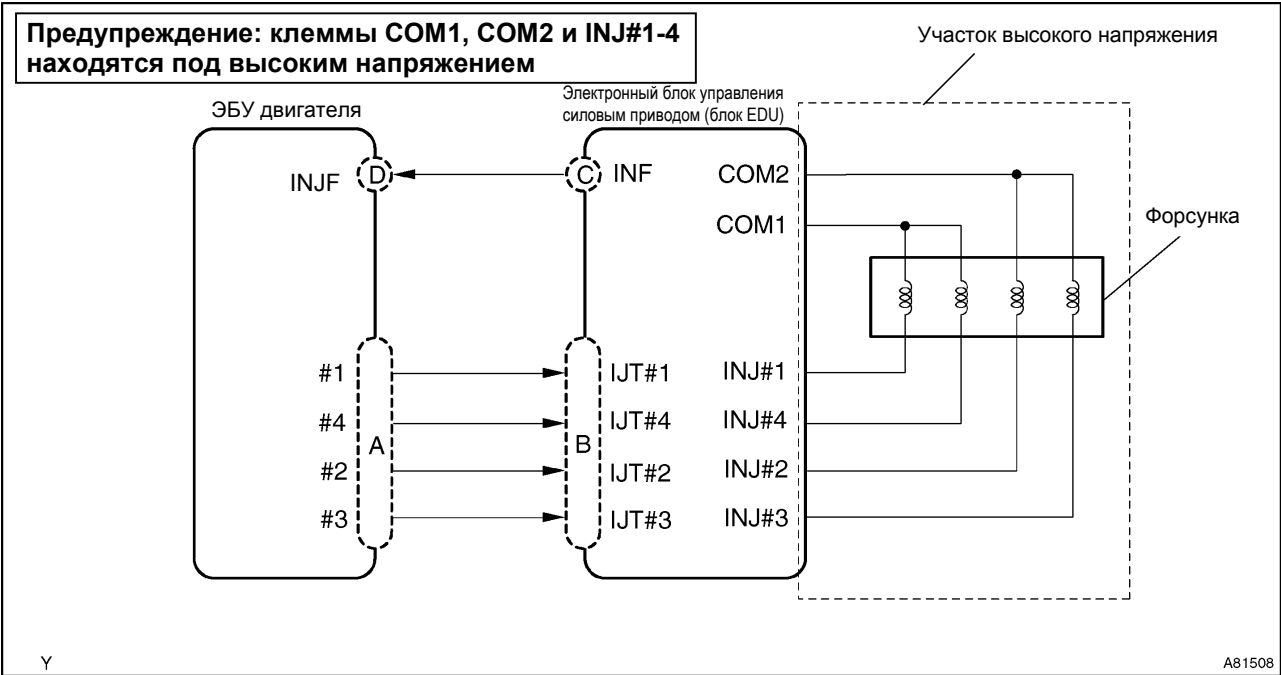 Предупреждение: клеммы COM1, COM2 и INJ#1-4
находятся под высоким напряжением
Участок высокого напряжения
ЭБУ двигателя
Электронный блок управления
силовым приводом (блок EDU)
INJF
D
C
INF
COM2
COM1
Форсунка
#1
IJT#1
INJ#1
#4
IJT#4
INJ#4
A
B
#2
IJT#2
INJ#2
#3
IJT#3
INJ#3
Y
A81508